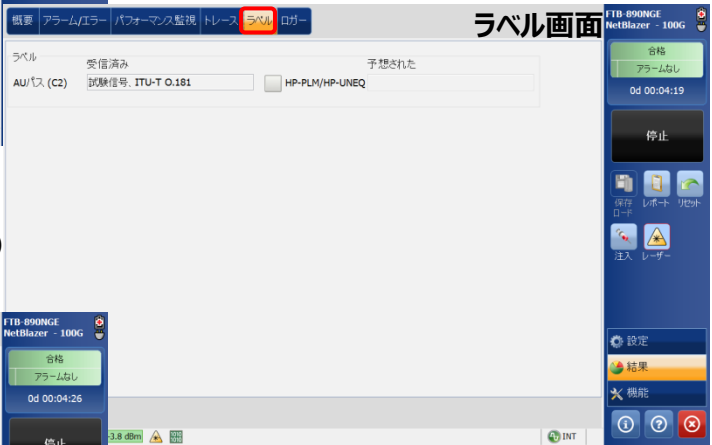 概要 アラーム/エラー パフォーマンス監視 トレース ラベル ロガー
ラベル画面
ラベル
受信済み 予想された
AUパス (C2) 試験信号, ITU-T O.181 HP-PLM/HP-UNEQ
FTB-890NGE
NetBlazer - 100G
合格
アラームなし
0d 00:04:19
停止
保存
ロード レポート リセット
注入 レーザー
設定
結果
機能
FTB-890NGE
NetBlazer - 100G
合格
アラームなし
0d 00:04:26
停止
-3.8 dBm
INT